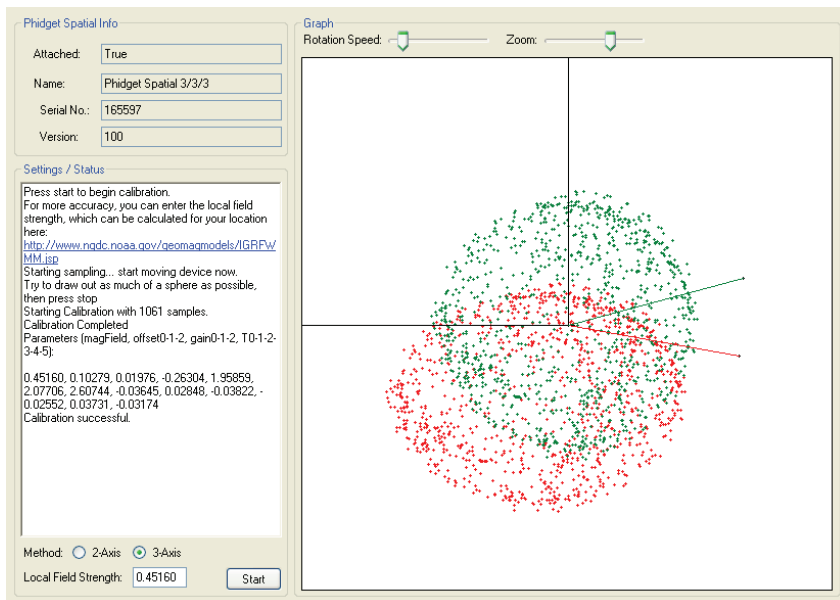 Phidget Spatial Info
Attached: True
Name: Phidget Spatial 3/3/3
Serial No.: 165597
Version: 100
Settings / Status
Press start to begin calibration.
For more accuracy, you can enter the local field
strength, which can be calculated for your location
here:
http://www.ngdc.noaa.gov/geomagmodels/IGRFW
MM.jsp
Starting sampling... start moving device now.
Try to draw out as much of a sphere as possible,
then press stop
Starting Calibration with 1061 samples.
Calibration Completed
Parameters (magField, offset0-1-2, gain0-1-2, T0-1-2-
3-4-5):
0.45160, 0.10279, 0.01976, -0.26304, 1.95859,
2.07706, 2.60744, -0.03645, 0.02848, -0.03822, -
0.02552, 0.03731, -0.03174
Calibration successful.
Method: 2-Axis 3-Axis
Local Field Strength: 0.45160 Start
Graph
Rotation Speed: Zoom: